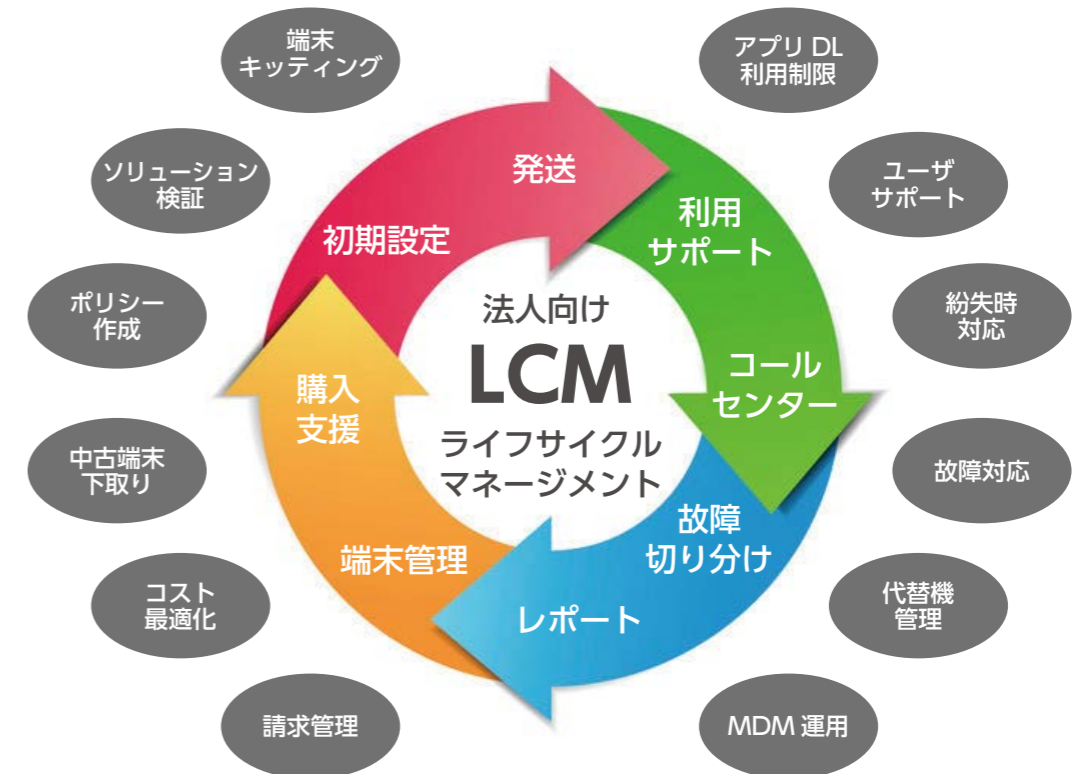 端末
キッティング
アプリ DL
利用制限
ソリューション
検証
ユーザ
サポート
ポリシー
作成
紛失時
対応
中古端末
下取り
故障対応
コスト
最適化
代替機
管理
請求管理
MDM 運用
発送
初期設定
利用
サポート
コール
センター
故障
切り分け
レポート
端末管理
購入
支援
法人向け
LCM
ライフサイクル
マネージメント